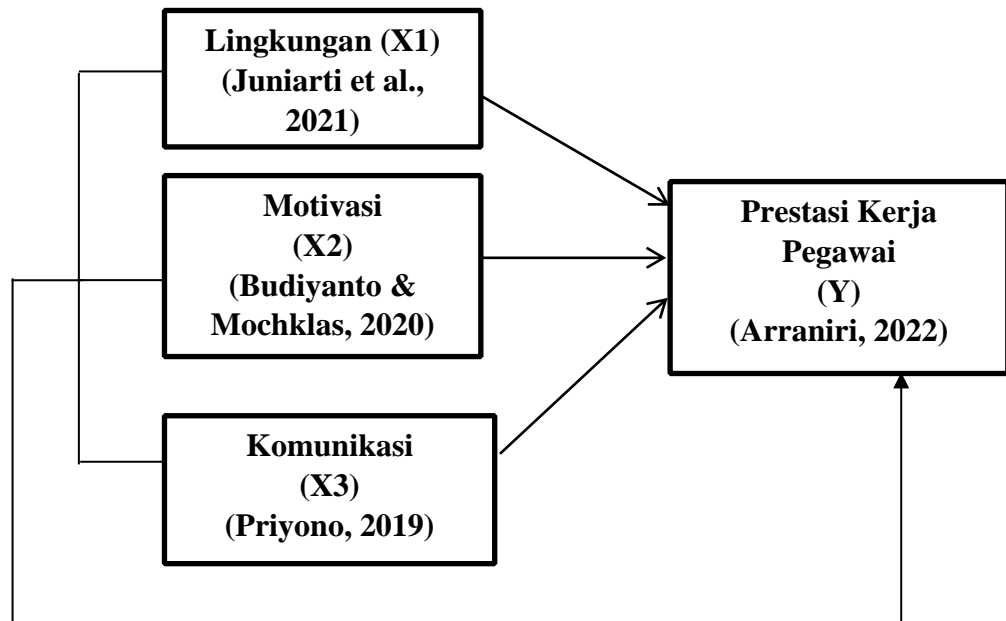 Lingkungan (X1)
(Juniarti et al.,
2021)
Motivasi
(X2)
(Budiyanto &
Mochklas, 2020)
Komunikasi
(X3)
(Priyono, 2019)
Prestasi Kerja
Pegawai
(Y)
(Arraniri, 2022)